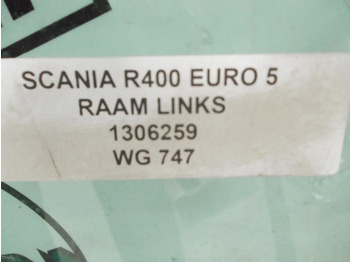 SCANIA R400 EURO 5
RAAM LINKS
1306259
WG 747